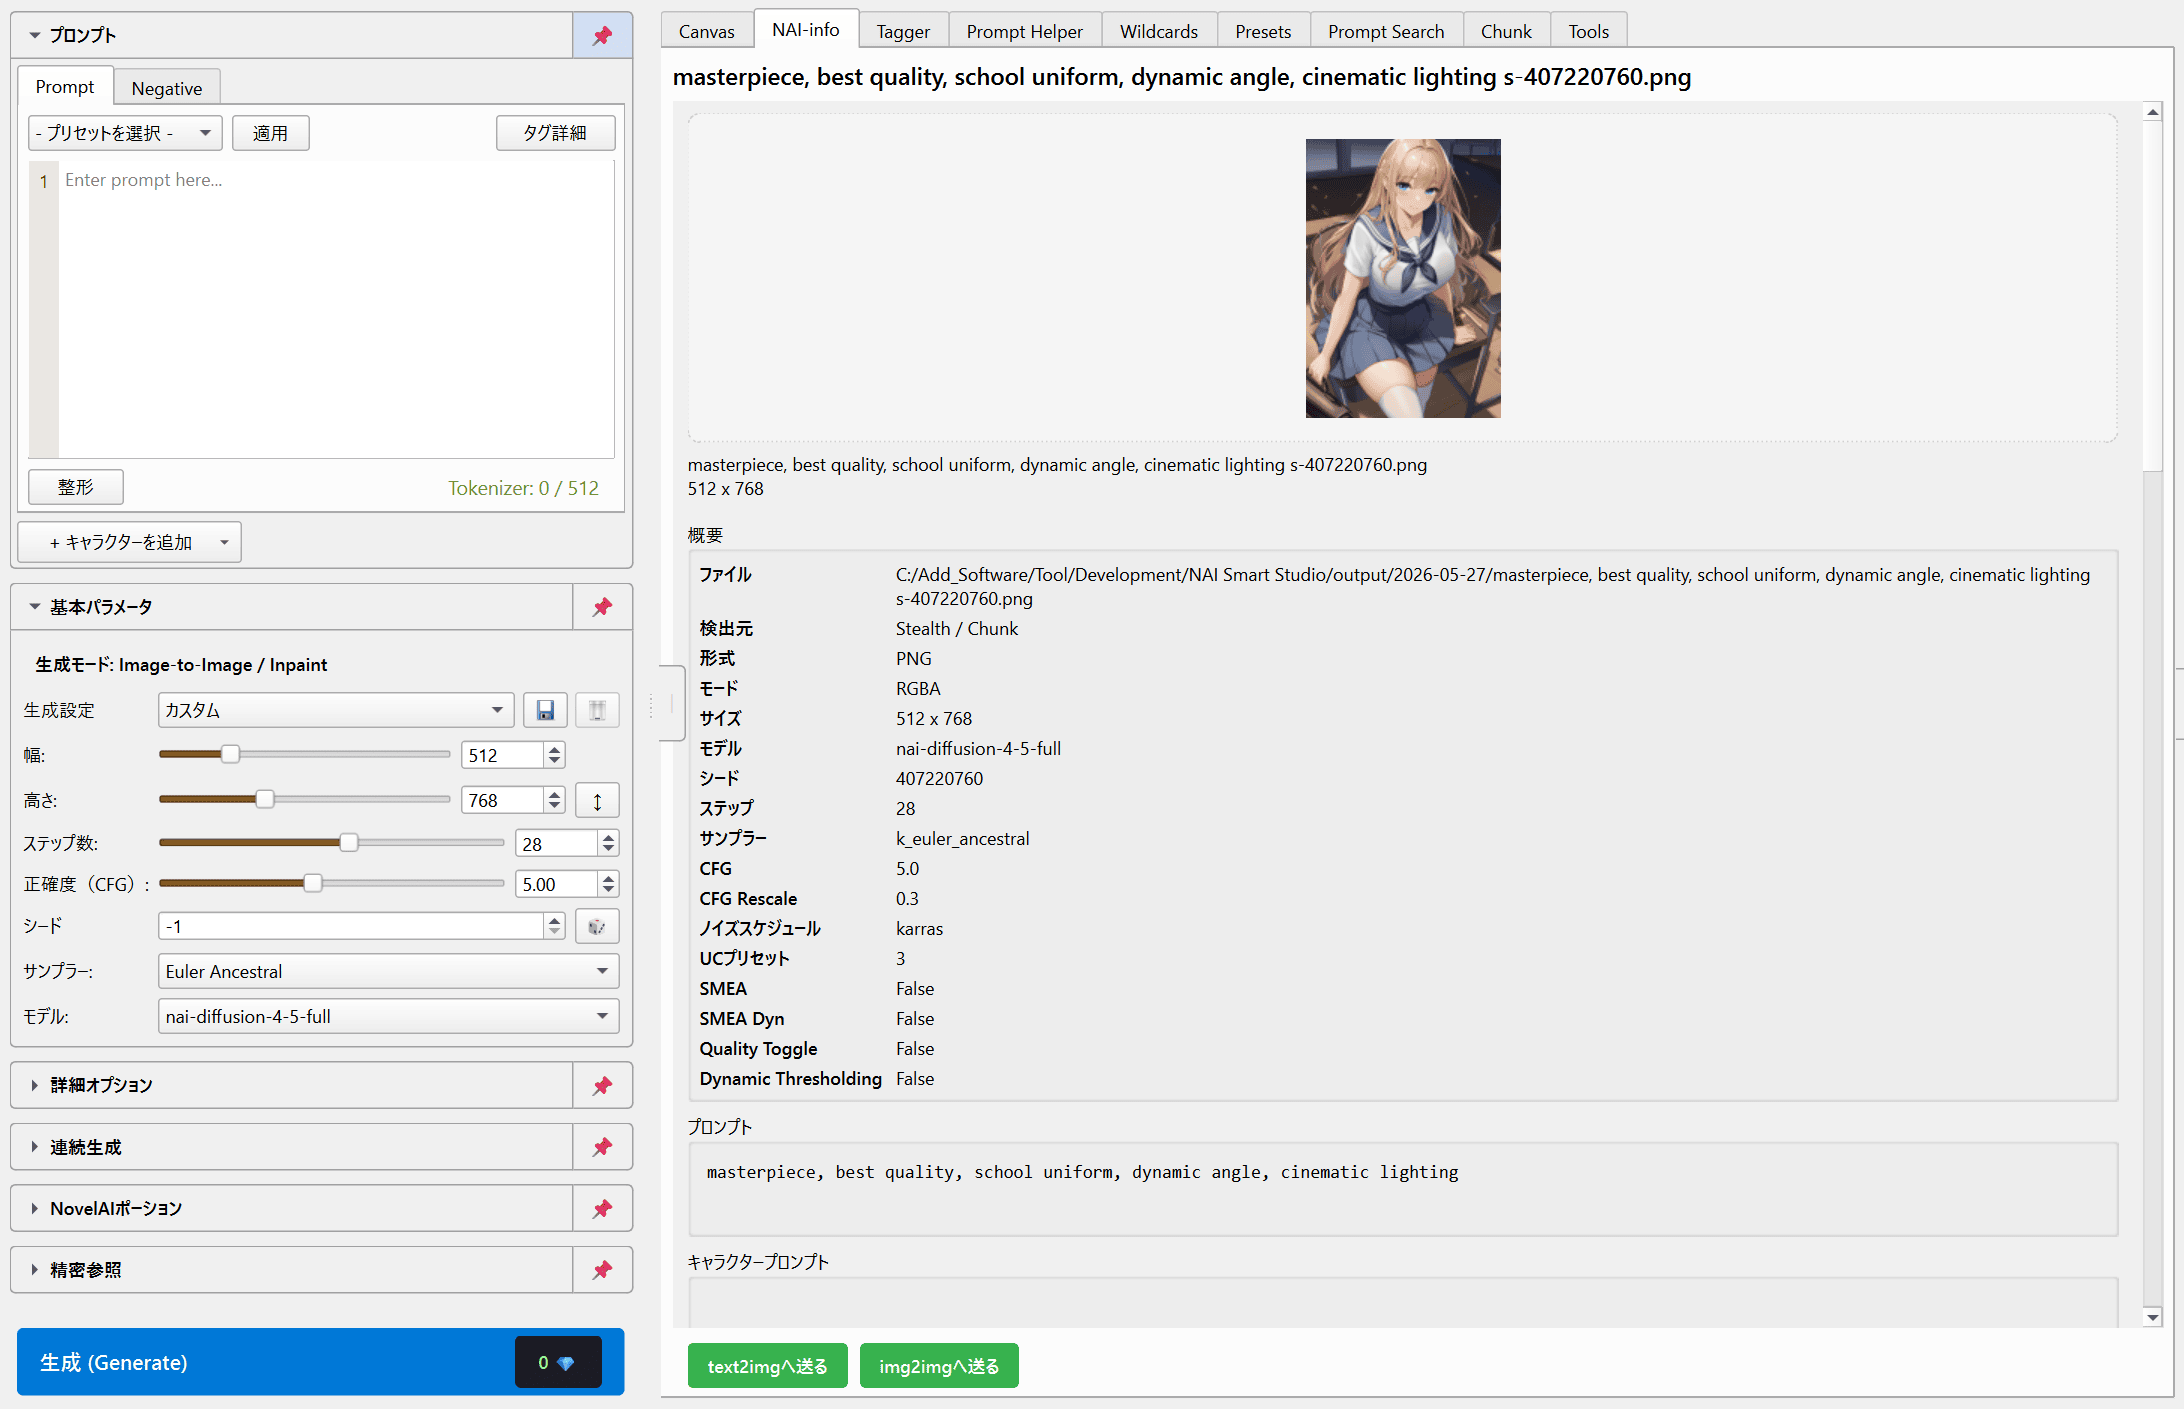 プロンプト
Prompt
Negative
- プリセットを選択 -
適用
タグ詳細
1
Enter prompt here...
整形
Tokenizer: 0 / 512
+ キャラクターを追加
基本パラメータ
生成モード: Image-to-Image / Inpaint
生成設定
カスタム
幅:
512
高さ:
768
ステップ数:
28
正確度（CFG）:
5.00
シード
-1
サンプラー:
Euler Ancestral
モデル:
nai-diffusion-4-5-full
詳細オプション
連続生成
NovelAIポーション
精密参照
生成 (Generate)
0
Canvas
NAI-info
Tagger
Prompt Helper
Wildcards
Presets
Prompt Search
Chunk
Tools
masterpiece, best quality, school uniform, dynamic angle, cinematic lighting s-407220760.png
masterpiece, best quality, school uniform, dynamic angle, cinematic lighting s-407220760.png
512 x 768
概要
ファイル C:/Add_Software/Tool/Development/NAI Smart Studio/output/2026-05-27/masterpiece, best quality, school uniform, dynamic angle, cinematic lighting
s-407220760.png
検出元 Stealth / Chunk
形式 PNG
モード RGBA
サイズ 512 x 768
モデル nai-diffusion-4-5-full
シード 407220760
ステップ 28
サンプラー k_euler_ancestral
CFG 5.0
CFG Rescale 0.3
ノイズスケジュール karras
UCプリセット 3
SMEA False
SMEA Dyn False
Quality Toggle False
Dynamic Thresholding False
プロンプト
masterpiece, best quality, school uniform, dynamic angle, cinematic lighting
キャラクタープロンプト
text2imgへ送る
img2imgへ送る